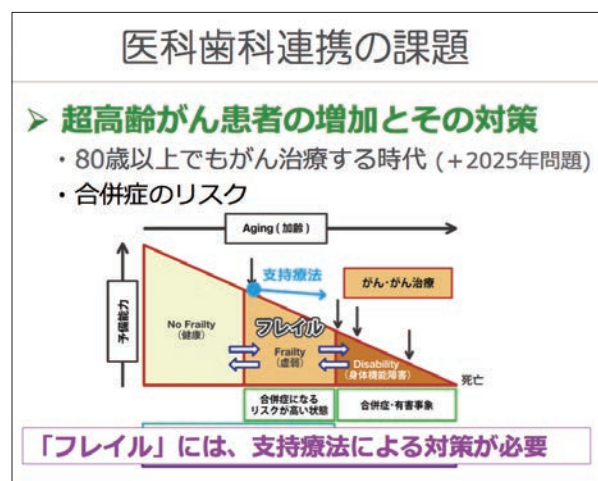 医科歯科連携の課題
➢ 超高齢がん患者の増加とその対策
・80歳以上でもがん治療する時代 (+2025年問題)
・合併症のリスク
Aging (加齢)
支持療法
がん・がん治療
予備能力
No Frailty
(健康)
フレイル
Frailty
(虚弱)
Disability
(身体機能障害)
死亡
合併症になる
リスクが高い状態
合併症・有害事象
「フレイル」には、支持療法による対策が必要